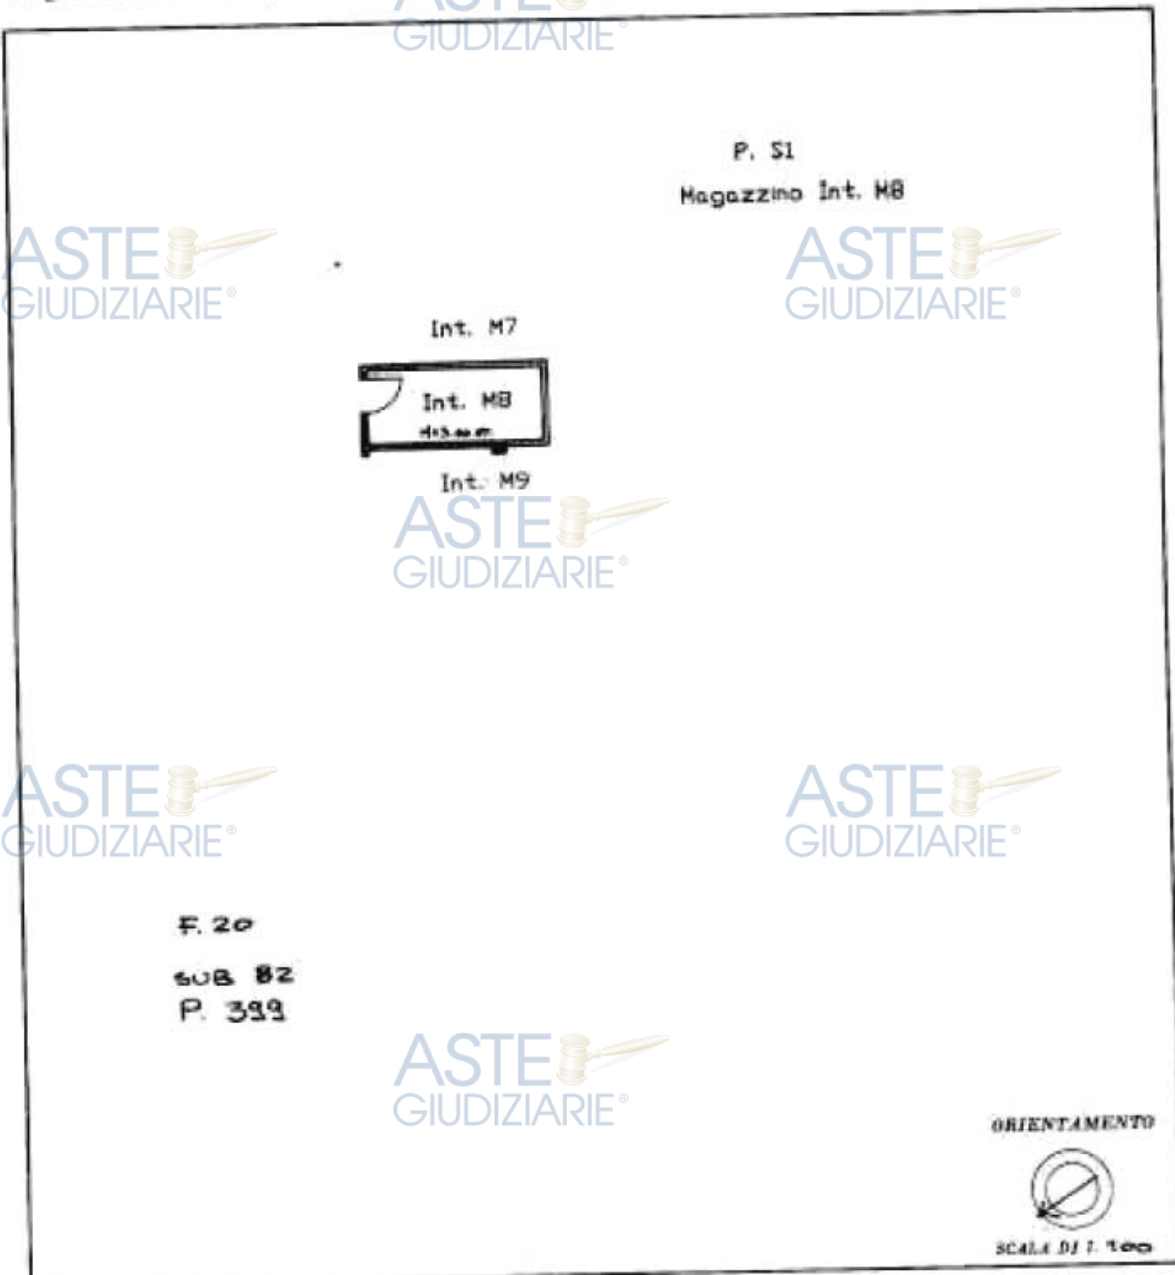 ASTE
GIUDIZIARIE
P. S1
Magazzino Int. M8
ASTE
GIUDIZIARIE®
ASTE
GIUDIZIARIE®
Int. M7
Int. M8
Int. M9
ASTE
GIUDIZIARIE®
ASTE
GIUDIZIARIE®
ASTE
GIUDIZIARIE®
F. 20
SUB 82
P. 399
ASTE
GIUDIZIARIE®
ORIENTAMENTO
SCALA DI 1: 100